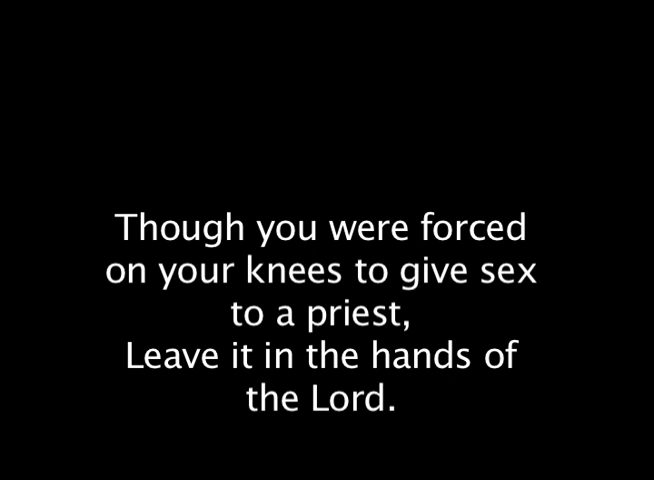 Though you were forced
on your knees to give sex
to a priest,
Leave it in the hands of
the Lord.